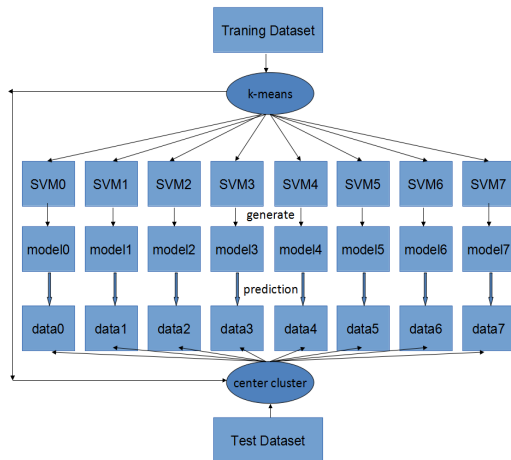 Traning Dataset
k-means
SVM0 SVM1 SVM2 SVM3 SVM4 SVM5 SVM6 SVM7
generate
model0 model1 model2 model3 model4 model5 model6 model7
prediction
data0 data1 data2 data3 data4 data5 data6 data7
center cluster
Test Dataset